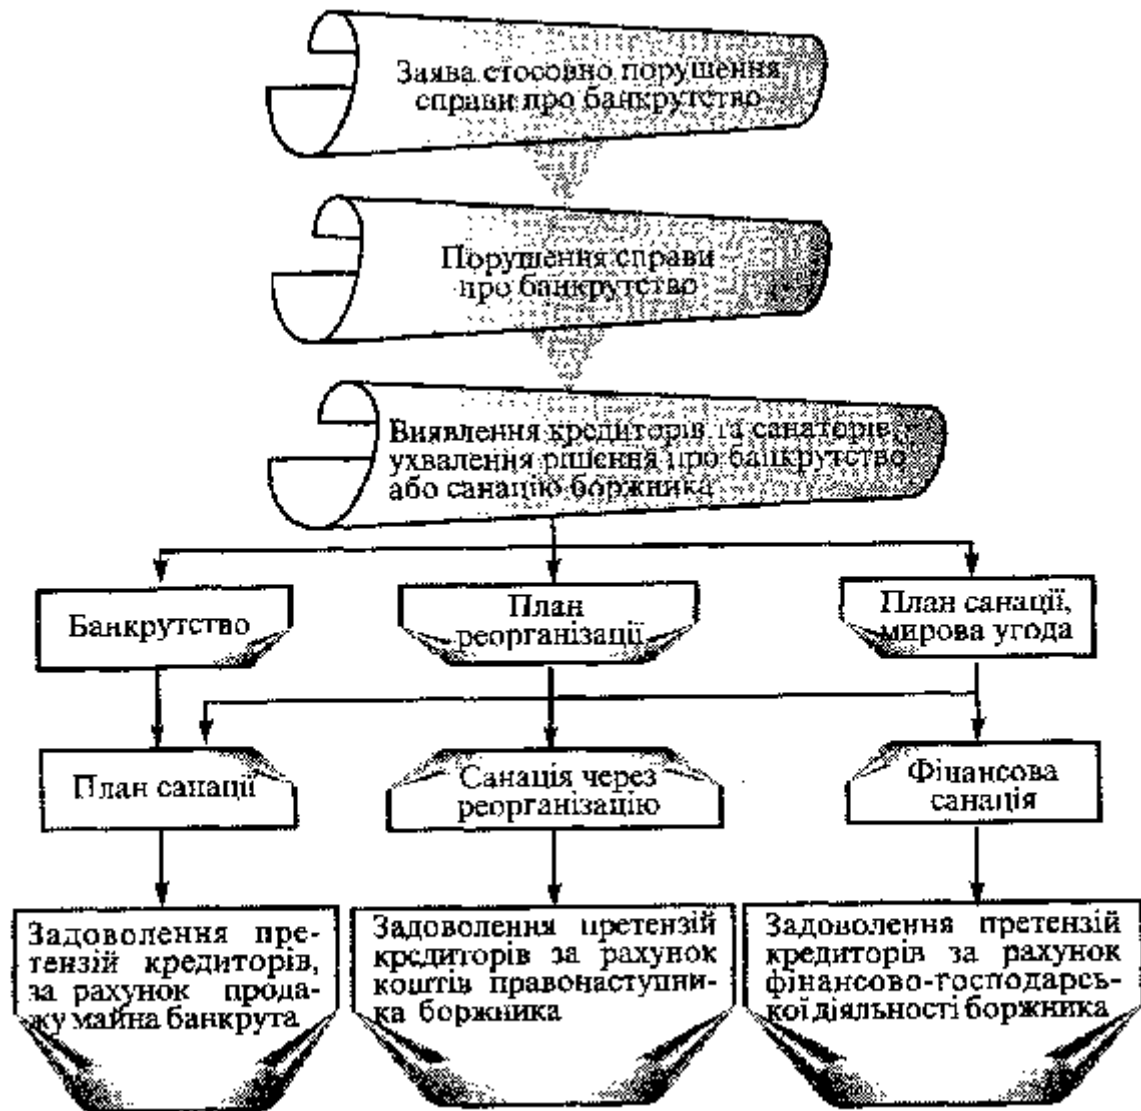 Заява стосовно порушення
справи про банкрутство
Порушення справи
про банкрутство
Виявлення кредиторів та санаторів,
ухвалення рішення про банкрутство
або санацію боржника
Банкрутство
План
реорганізації
План санації,
мирова угода
План санації
Санація через
реорганізацію
Фінансова
санація
Задоволення пре-
тензій кредиторів,
за рахунок прода-
жу майна банкрута
Задоволення претензій
кредиторів за рахунок
коштів правонаступни-
ка боржника
Задоволення претензій
кредиторів за рахунок
фінансово-господарсь-
кої діяльності боржника